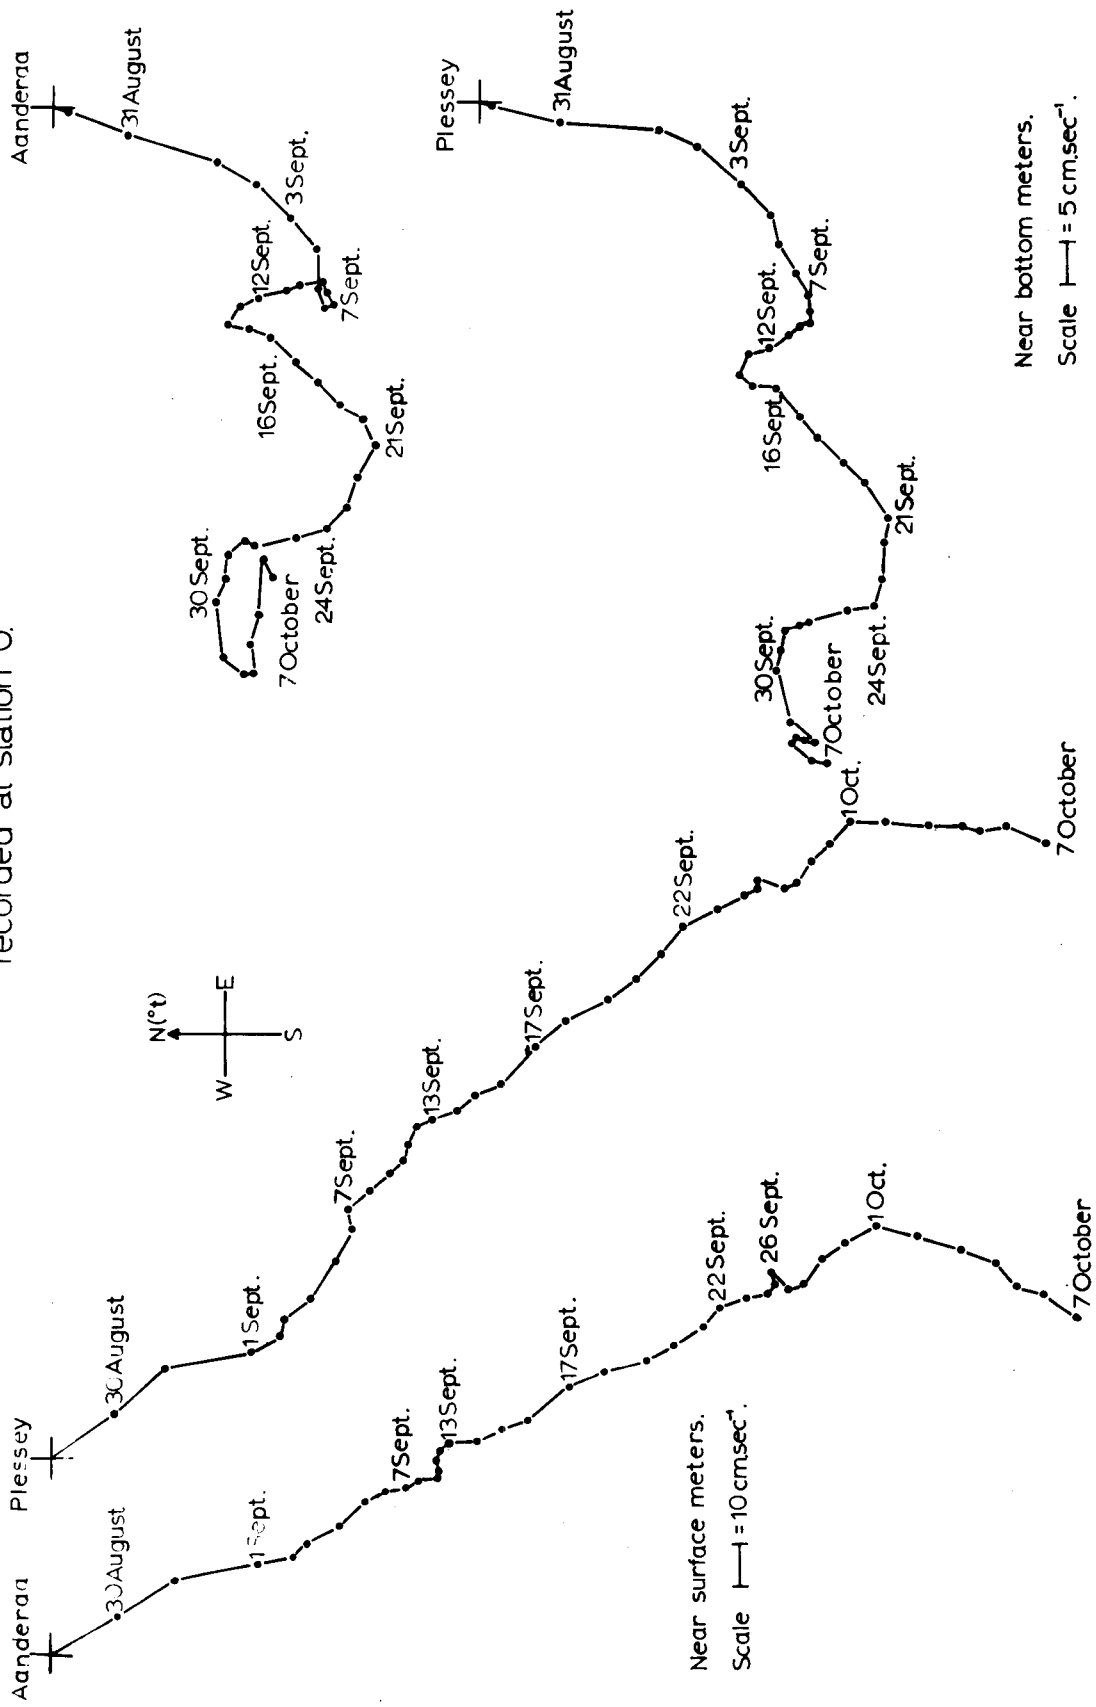 recorded at station O.
Aanderaa
30 August
1 Sept.
7 Sept.
13 Sept.
17 Sept.
22 Sept.
26 Sept.
1 Oct.
7 October
Plessey
30 August
1 Sept.
7 Sept.
13 Sept.
17 Sept.
22 Sept.
1 Oct.
7 October
N(°t)
W
E
S
Near surface meters.
Scale = 10 cm.sec⁻¹.
Aanderaa
31 August
3 Sept.
7 Sept.
12 Sept.
16 Sept.
21 Sept.
24 Sept.
30 Sept.
7 October
Plessey
31 August
3 Sept.
7 Sept.
12 Sept.
16 Sept.
21 Sept.
24 Sept.
30 Sept.
7 October
Near bottom meters.
Scale = 5 cm.sec⁻¹.